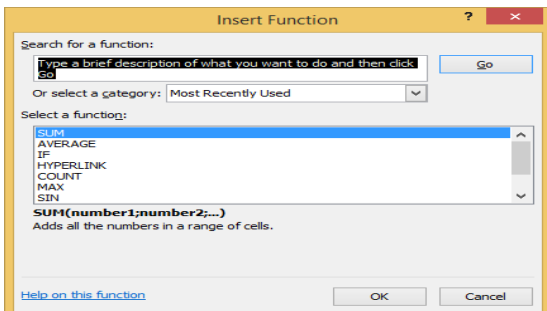 Insert Function
? ×
Search for a function:
Type a brief description of what you want to do and then click
Go
Go
Or select a category: Most Recently Used
Select a function:
SUM
AVERAGE
IF
HYPERLINK
COUNT
MAX
SIN
SUM(number1;number2;...)
Adds all the numbers in a range of cells.
Help on this function
OK
Cancel